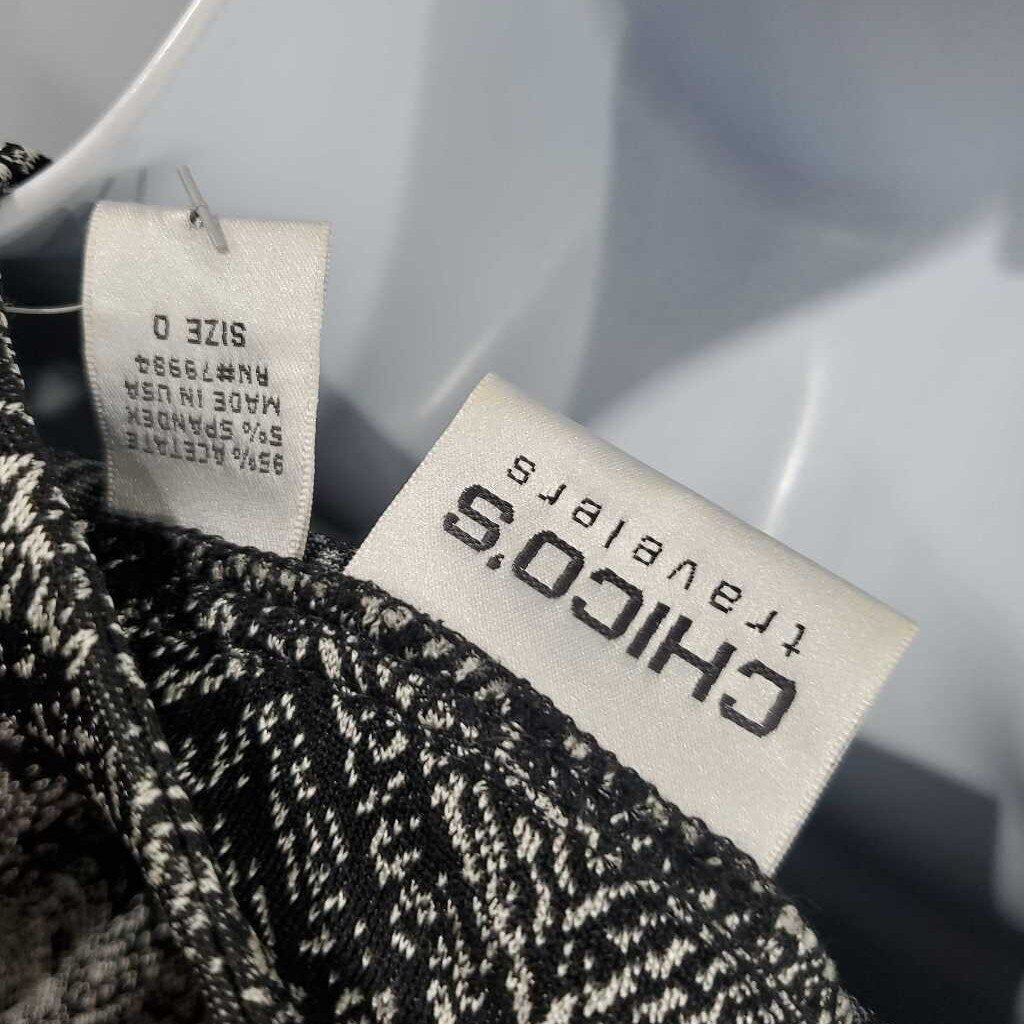 CHICO'S
travelers
95% ACETATE
5% SPANDEX
MADE IN USA
RN#79984
SIZE 0